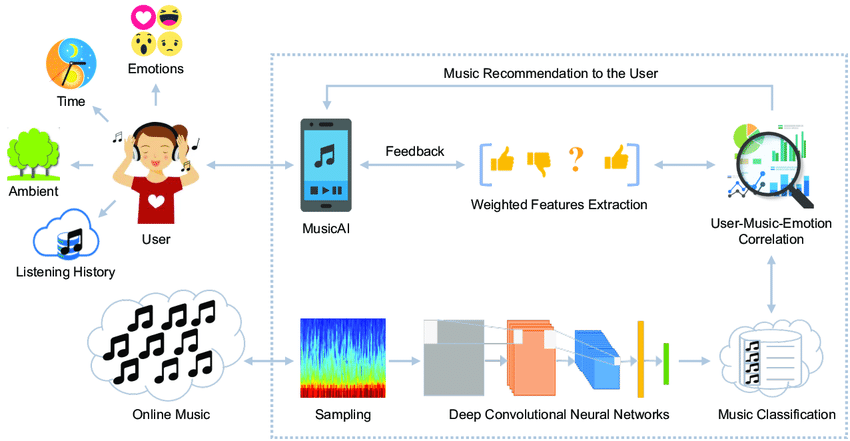 Emotions
Time
Music Recommendation to the User
Ambient
Feedback
User
MusicAI
Weighted Features Extraction
User-Music-Emotion
Correlation
Listening History
Online Music
Sampling
Deep Convolutional Neural Networks
Music Classification